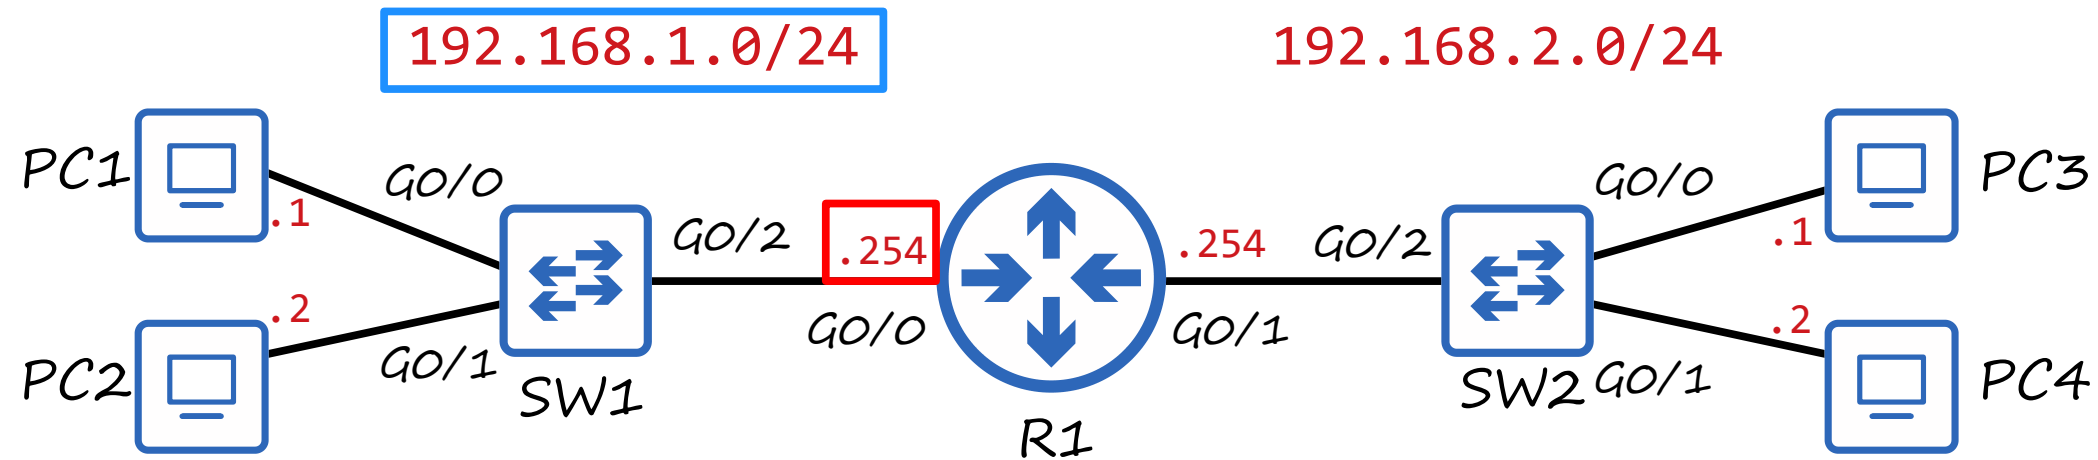 192.168.1.0/24
192.168.2.0/24
PC1
G0/0
.1
G0/2
.254
.254
G0/2
G0/0
.1
PC3
.2
G0/1
G0/0
G0/1
.2
G0/1
PC2
SW1
R1
SW2
PC4